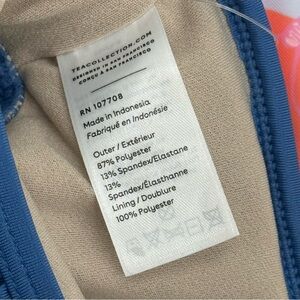 TEACOLLECTION.COM
DESIGNED IN SAN FRANCISCO
CONÇU À SAN FRANCISCO
RN 107708
Made in Indonesia
Fabriqué en Indonésie
Outer / Extérieur
87% Polyester
13% Spandex/Elastane
13%
Spandex/Élasthanne
Lining / Doublure
100% Polyester